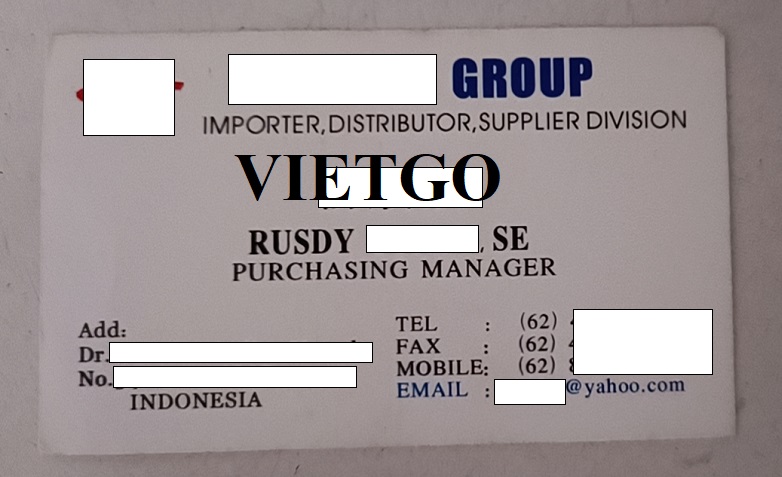 GROUP
IMPORTER,DISTRIBUTOR,SUPPLIER DIVISION
VIETGO
RUSDY , SE
PURCHASING MANAGER
Add:
Dr.
No.
INDONESIA
TEL : (62)
FAX : (62)
MOBILE: (62)
EMAIL : @yahoo.com